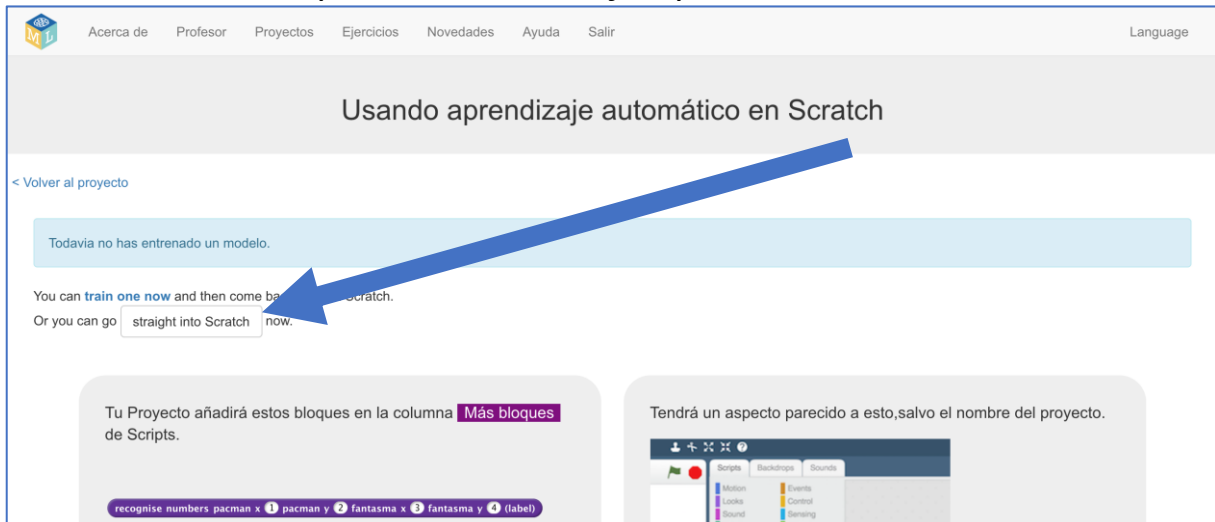 ML
Acerca de Profesor Proyectos Ejercicios Novedades Ayuda Salir Language
Usando aprendizaje automático en Scratch
< Volver al proyecto
Todavia no has entrenado un modelo.
You can train one now and then come ba Scratch.
Or you can go straight into Scratch now.
Tu Proyecto añadirá estos bloques en la columna Más bloques
de Scripts.
recognise numbers pacman x 1 pacman y 2 fantasma x 3 fantasma y 4 (label)
Tendrá un aspecto parecido a esto,salvo el nombre del proyecto.
Scripts Backdrops Sounds
Motion Events
Looks Control
Sound Sensing